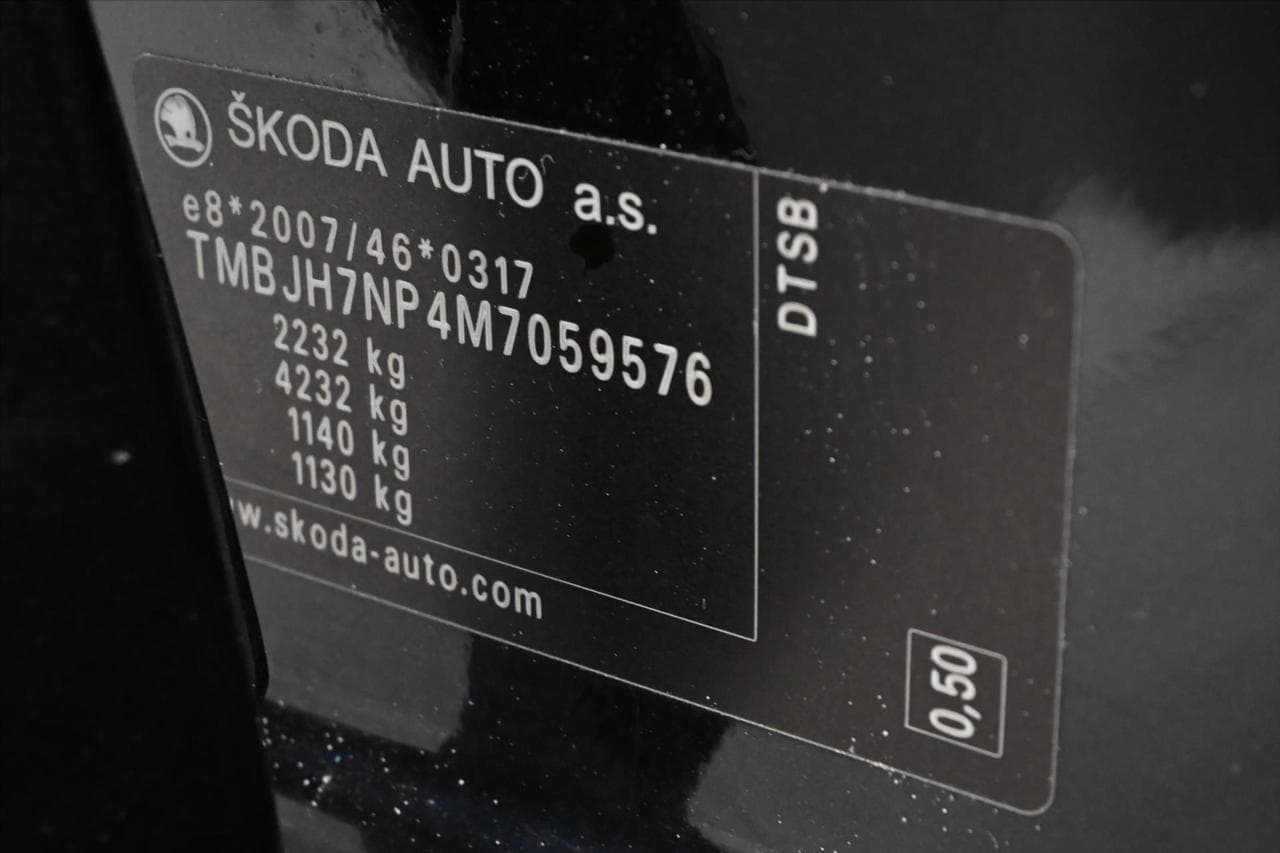 ŠKODA AUTO a.s.
e8*2007/46*0317
TMBJH7NP4M7059576
2232 kg
4232 kg
1140 kg
1130 kg
w.skoda-auto.com
DTSB
0,50